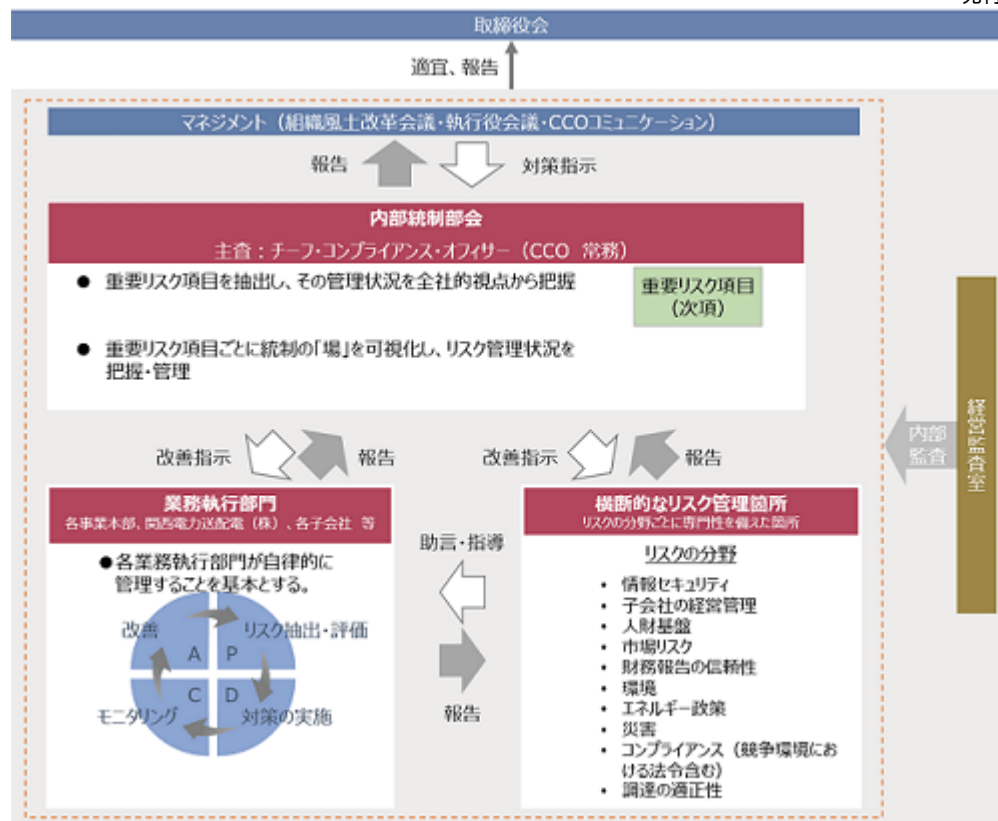 取締役会
適宜、報告
マネジメント（組織風土改革会議・執行役会議・CCOコミュニケーション）
報告
対策指示
内部統制部会
主査：チーフ・コンプライアンス・オフィサー（CCO 常務）
● 重要リスク項目を抽出し、その管理状況を全社的視点から把握
重要リスク項目
（次項）
● 重要リスク項目ごとに統制の「場」を可視化し、リスク管理状況を
把握・管理
改善指示
報告
改善指示
報告
内部
監査
経営監査室
業務執行部門
各事業本部、関西電力送配電（株）、各子会社 等
●各業務執行部門が自律的に
管理することを基本とする。
改善
リスク抽出・評価
A P
C D
モニタリング
対策の実施
助言・指導
報告
横断的なリスク管理箇所
リスクの分野ごとに専門性を備えた箇所
リスクの分野
・ 情報セキュリティ
・ 子会社の経営管理
・ 人財基盤
・ 市場リスク
・ 財務報告の信頼性
・ 環境
・ エネルギー政策
・ 災害
・ コンプライアンス（競争環境にお
ける法令含む）
・ 調達の適正性